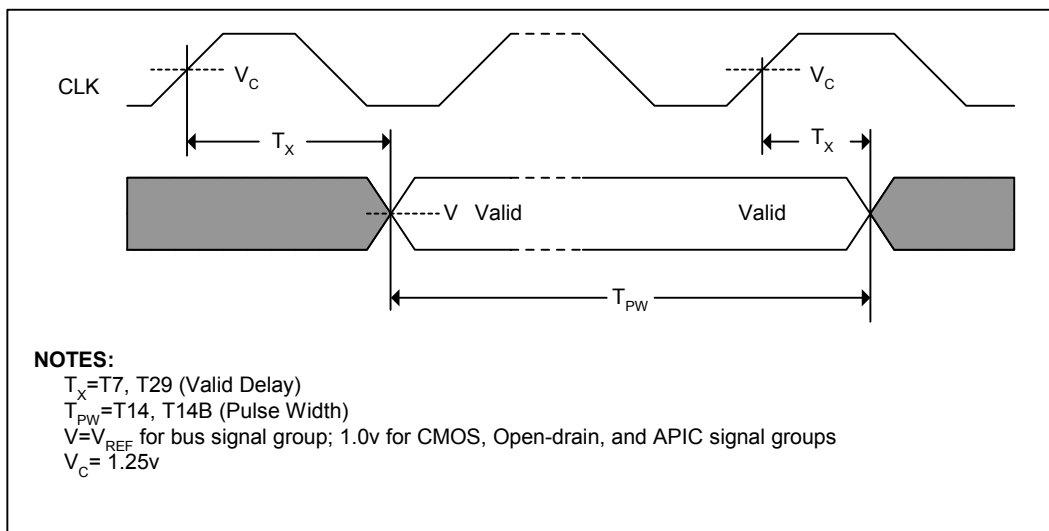 V_C
V_C
CLK
T_X
T_X
V Valid
Valid
T_PW
NOTES:
T_X=T7, T29 (Valid Delay)
T_PW=T14, T14B (Pulse Width)
V=V_REF for bus signal group; 1.0v for CMOS, Open-drain, and APIC signal groups
V_C= 1.25v